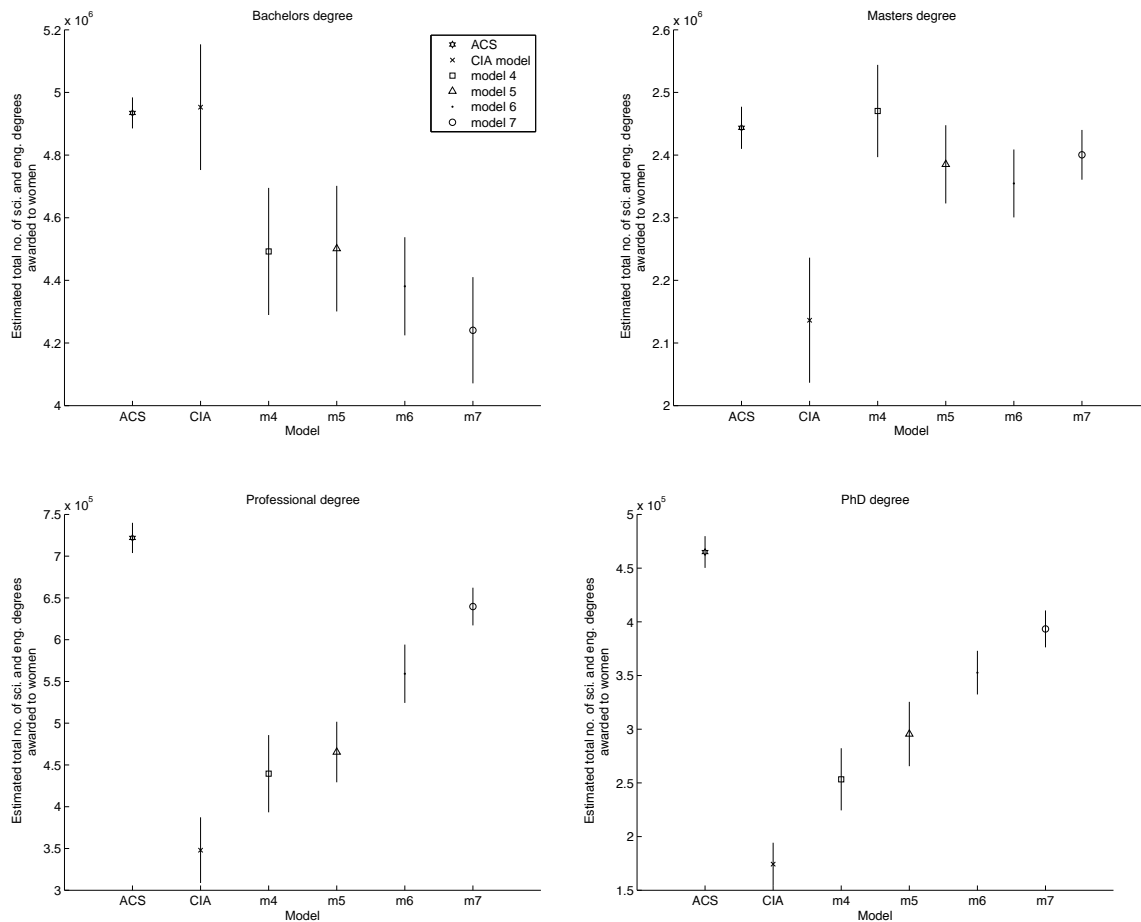 Bachelors degree
x 10^6
5.2
5
4.8
4.6
4.4
4.2
4
Estimated total no. of sci. and eng. degrees
awarded to women
ACS
CIA model
model 4
model 5
model 6
model 7
ACS CIA m4 m5 m6 m7
Model
Masters degree
x 10^6
2.6
2.5
2.4
2.3
2.2
2.1
2
Estimated total no. of sci. and eng. degrees
awarded to women
ACS CIA m4 m5 m6 m7
Model
Professional degree
x 10^5
7.5
7
6.5
6
5.5
5
4.5
4
3.5
3
Estimated total no. of sci. and eng. degrees
awarded to women
ACS CIA m4 m5 m6 m7
Model
PhD degree
x 10^5
5
4.5
4
3.5
3
2.5
2
1.5
Estimated total no. of sci. and eng. degrees
awarded to women
ACS CIA m4 m5 m6 m7
Model